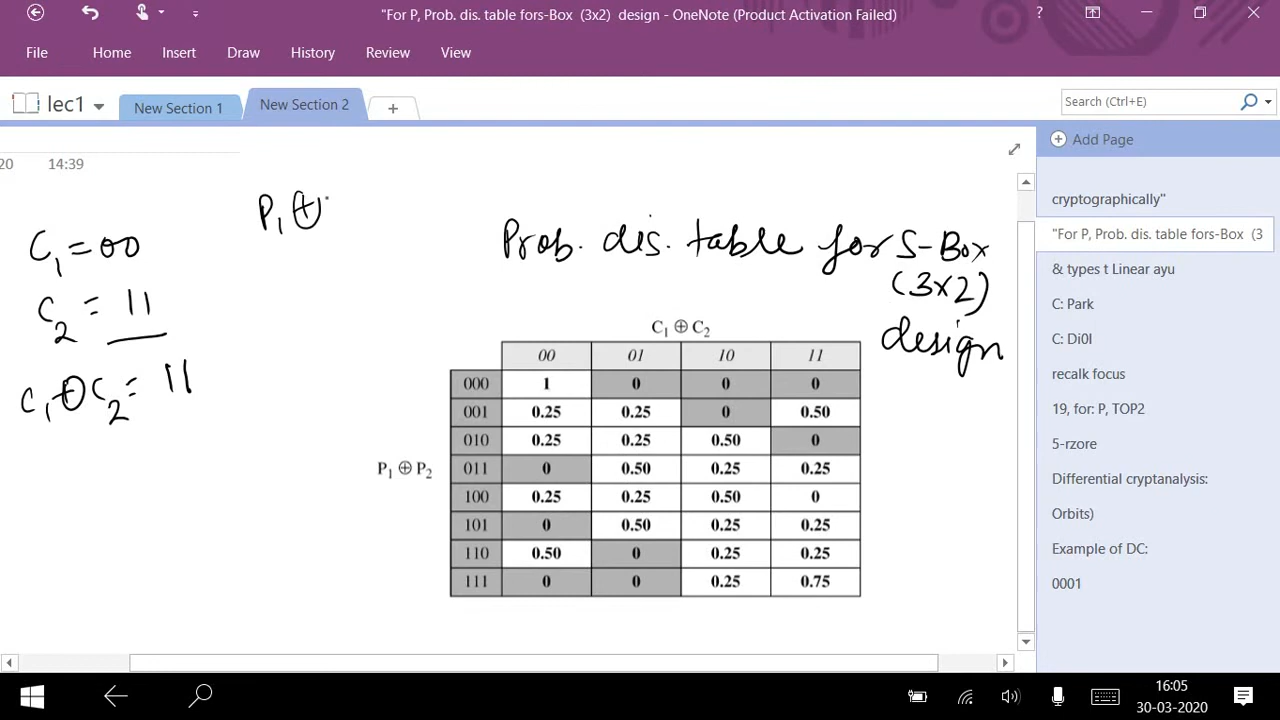 "For P, Prob. dis. table fors-Box (3x2) design - OneNote (Product Activation Failed)
?
File Home Insert Draw History Review View
lec1 New Section 1 New Section 2 +
Search (Ctrl+E)
20 14:39
Add Page
cryptographically"
"For P, Prob. dis. table fors-Box (3
& types t Linear ayu
C: Park
C: Di0I
recalk focus
19, for: P, TOP2
5-rzore
Differential cryptanalysis:
Orbits)
Example of DC:
0001
C₁ = 00
C₂ = 11
C₁ ⊕ C₂ = 11
P₁ ⊕
Prob. dis. table for S-Box
(3x2)
design
C₁ ⊕ C₂
00 01 10 11
000 1 0 0 0
001 0.25 0.25 0 0.50
010 0.25 0.25 0.50 0
P₁ ⊕ P₂ 011 0 0.50 0.25 0.25
100 0.25 0.25 0.50 0
101 0 0.50 0.25 0.25
110 0.50 0 0.25 0.25
111 0 0 0.25 0.75
16:05
30-03-2020